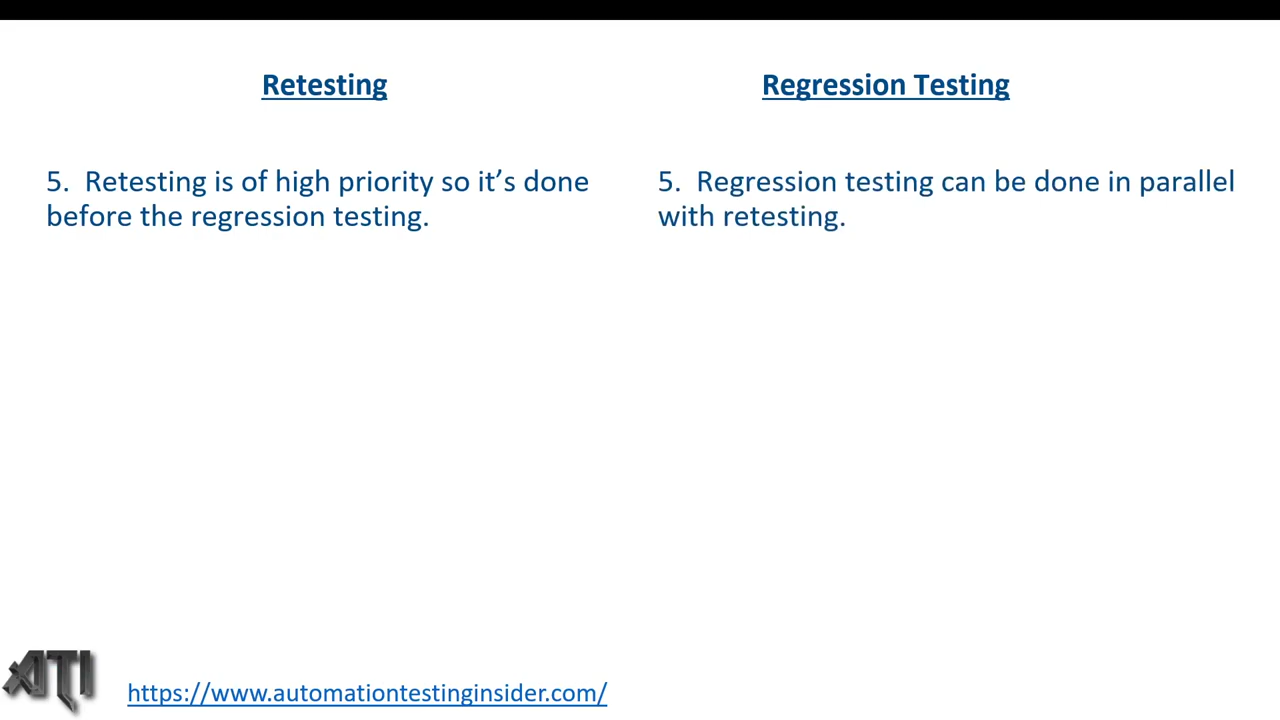 Retesting
Regression Testing
5. Retesting is of high priority so it’s done
before the regression testing.
5. Regression testing can be done in parallel
with retesting.
ATI
https://www.automationtestinginsider.com/